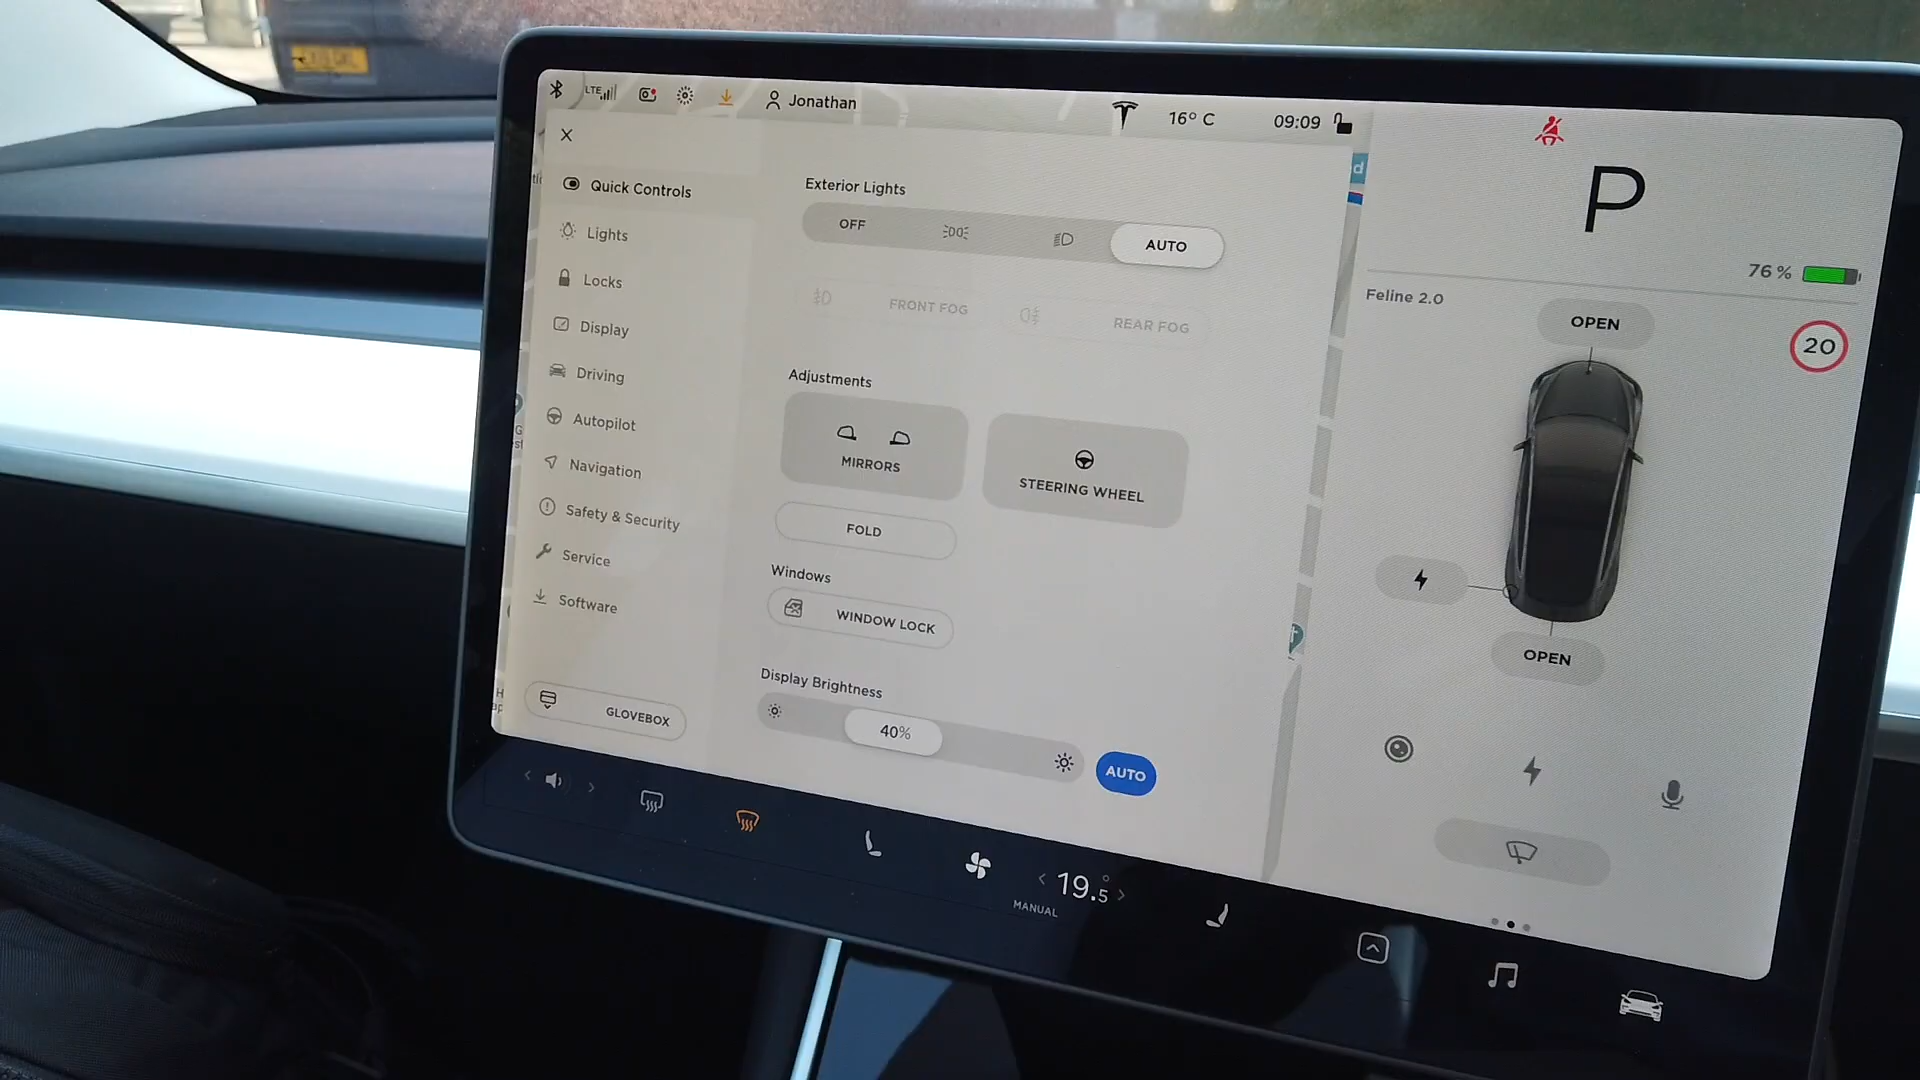 LTE
Jonathan
16° C
09:09
Quick Controls
Lights
Locks
Display
Driving
Autopilot
Navigation
Safety & Security
Service
Software
GLOVEBOX
Exterior Lights
OFF
AUTO
FRONT FOG
REAR FOG
Adjustments
MIRRORS
STEERING WHEEL
FOLD
Windows
WINDOW LOCK
Display Brightness
40%
AUTO
P
76 %
Feline 2.0
OPEN
20
OPEN
19.5°
MANUAL